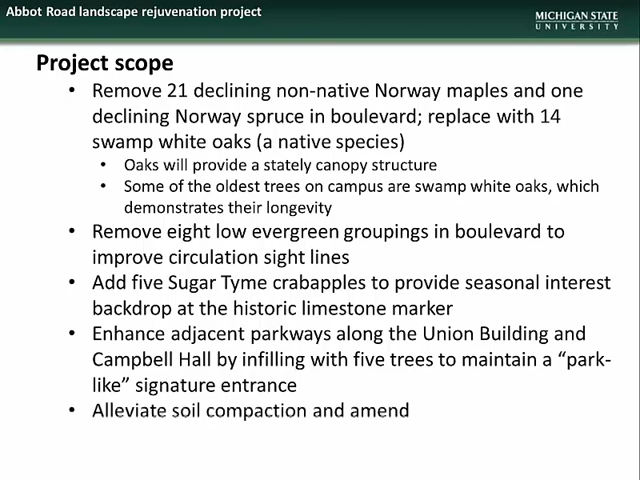 Abbot Road landscape rejuvenation project
MICHIGAN STATE
UNIVERSITY
Project scope
• Remove 21 declining non-native Norway maples and one
declining Norway spruce in boulevard; replace with 14
swamp white oaks (a native species)
• Oaks will provide a stately canopy structure
• Some of the oldest trees on campus are swamp white oaks, which
demonstrates their longevity
• Remove eight low evergreen groupings in boulevard to
improve circulation sight lines
• Add five Sugar Tyme crabapples to provide seasonal interest
backdrop at the historic limestone marker
• Enhance adjacent parkways along the Union Building and
Campbell Hall by infilling with five trees to maintain a “park-
like” signature entrance
• Alleviate soil compaction and amend